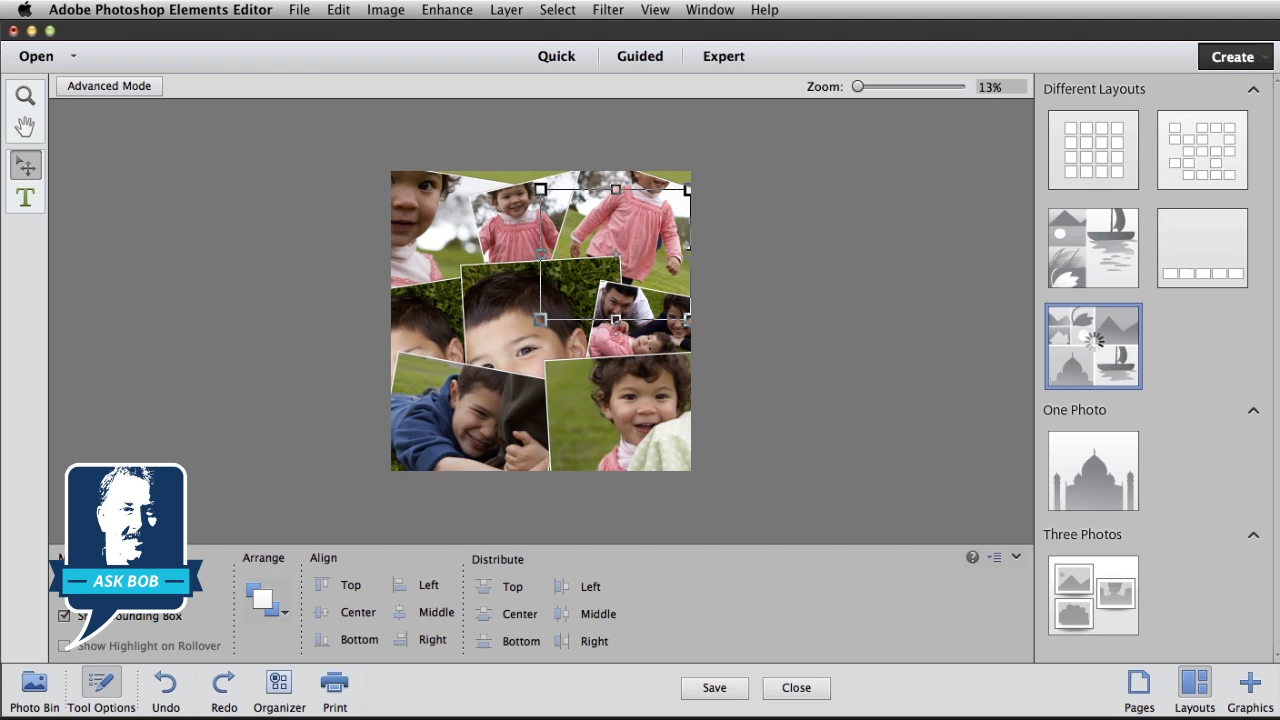 Adobe Photoshop Elements Editor File Edit Image Enhance Layer Select Filter View Window Help
Open Quick Guided Expert Create
Advanced Mode Zoom: 13%
Different Layouts
One Photo
Three Photos
Arrange Align Distribute
Top Left Top Left
Center Middle Center Middle
Bottom Right Bottom Right
ASK BOB
Show Highlight on Rollover
Save Close
Photo Bin Tool Options Undo Redo Organizer Print Pages Layouts Graphics